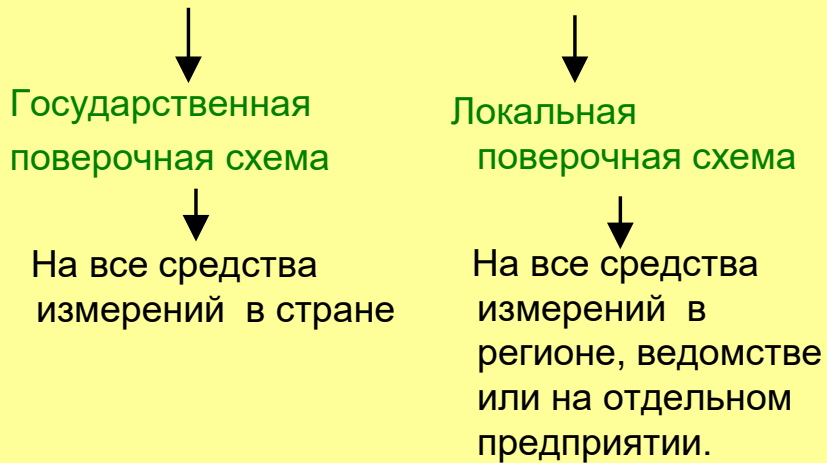 Государственная
поверочная схема
На все средства
измерений в стране
Локальная
поверочная схема
На все средства
измерений в
регионе, ведомстве
или на отдельном
предприятии.